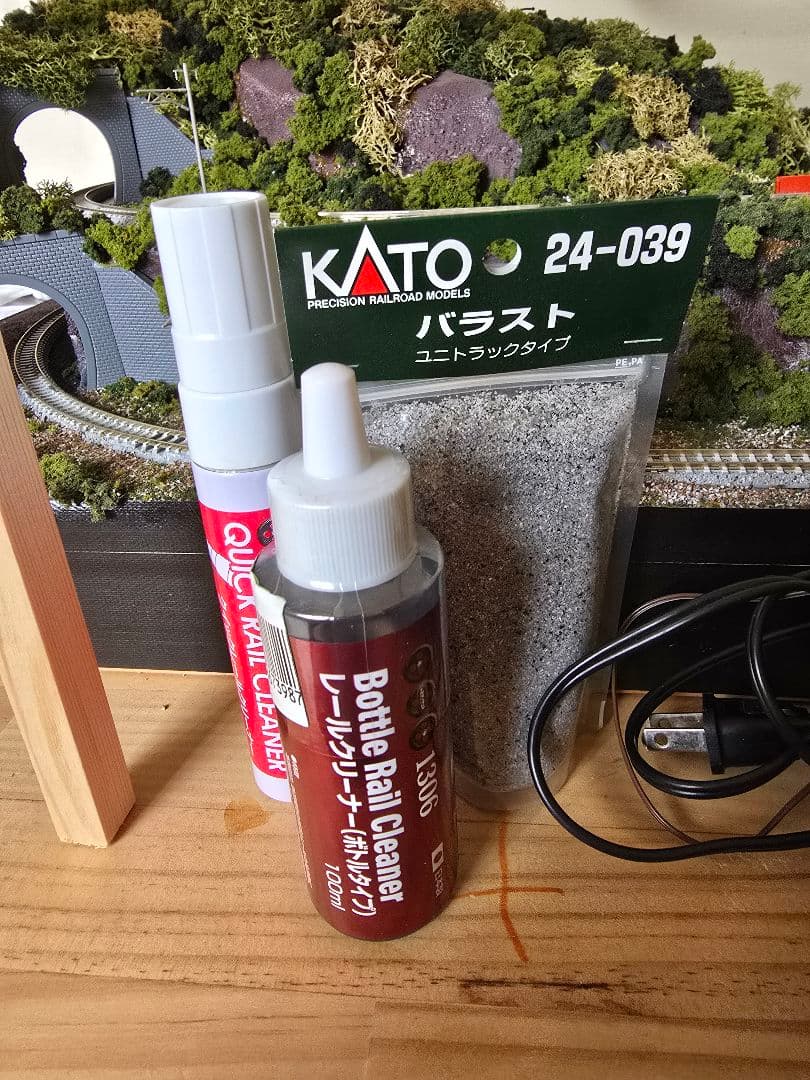 KATO
PRECISION RAILROAD MODELS
24-039
バラスト
ユニトラックタイプ
PE,PA
QUICK RAIL CLEANER
Bottle Rail Cleaner
レールクリーナー(ボトルタイプ)
1306
100ml